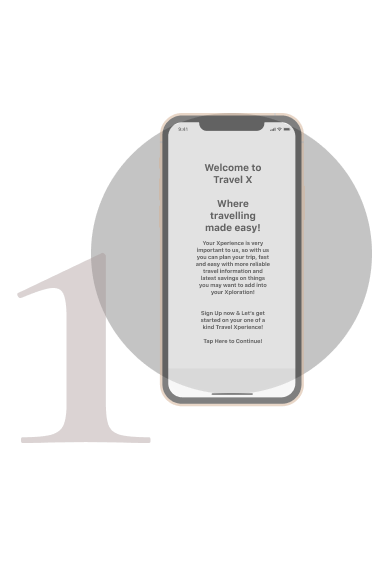 9:41
Welcome to
Travel X
Where
travelling
made easy!
Your Xperience is very
important to us, so with us
you can plan your trip, fast
and easy with more reliable
travel information and
latest savings on things
you may want to add into
your Xploration!
Sign Up now & Let's get
started on your one of a
kind Travel Xperience!
Tap Here to Continue!
1